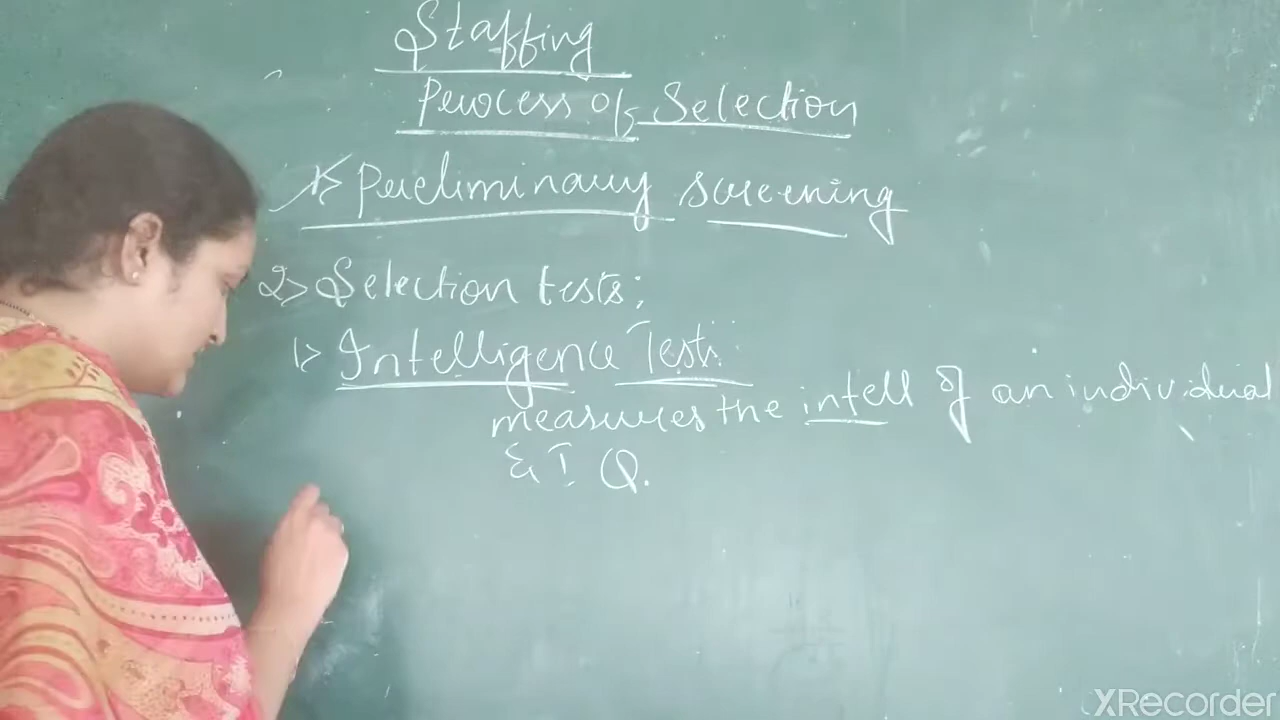 Staffing
Process of Selection
1> Preliminary screening
2> Selection tests;
1> Intelligence Test:
measures the intell of an individual
& I Q.
XRecorder